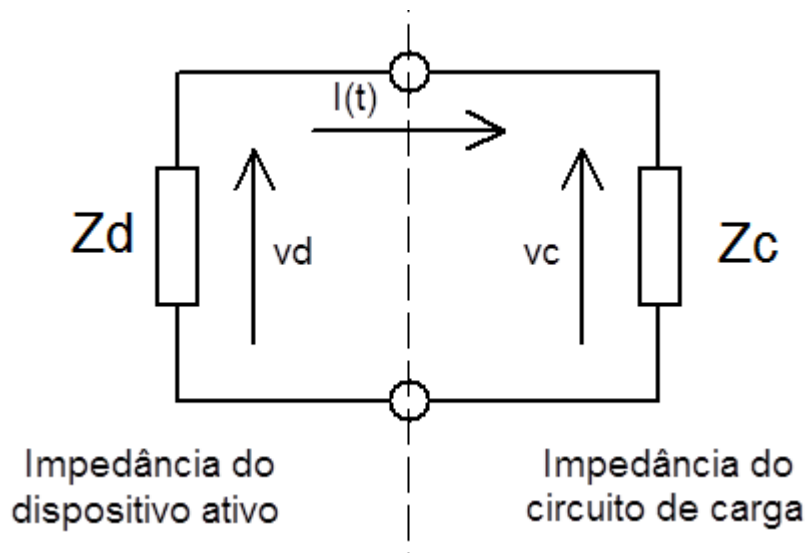 I(t)
Zd
vd
vc
Zc
Impedância do
dispositivo ativo
Impedância do
circuito de carga